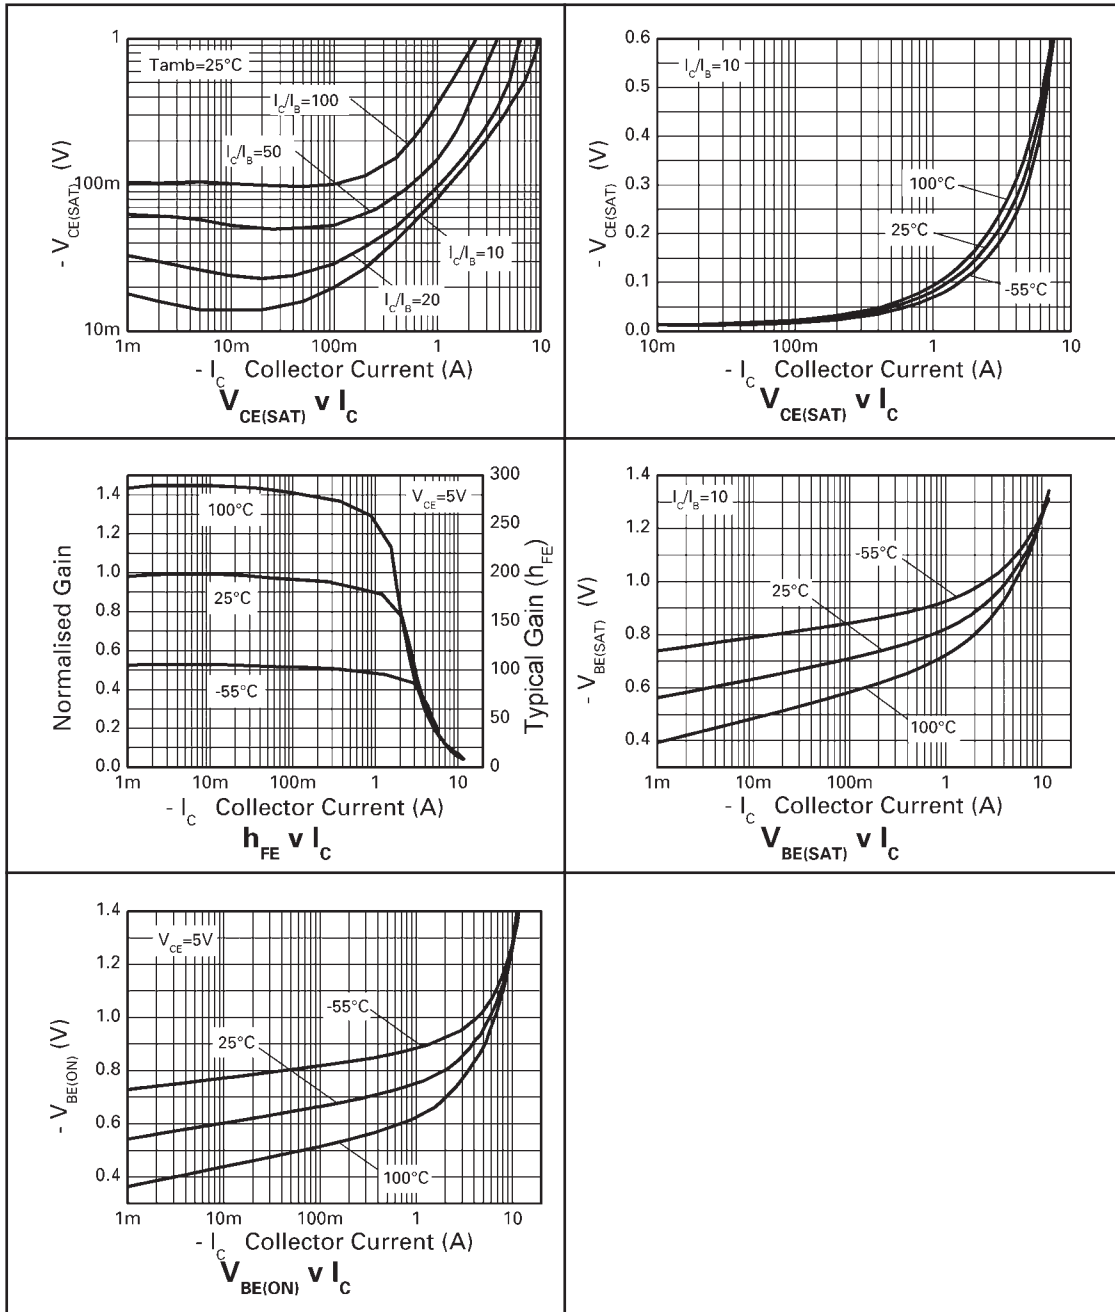 1
Tamb=25°C
I_C/I_B=100
I_C/I_B=50
100m
I_C/I_B=10
I_C/I_B=20
10m
- V_CE(SAT) (V)
1m 10m 100m 1 10
- I_C Collector Current (A)
V_CE(SAT) v I_C
0.6
I_C/I_B=10
0.5
0.4
0.3
100°C
25°C
0.2
0.1
-55°C
0.0
- V_CE(SAT) (V)
10m 100m 1 10
- I_C Collector Current (A)
V_CE(SAT) v I_C
300
V_CE=5V
1.4
100°C
250
1.2
1.0
200
25°C
0.8
150
0.6
100
-55°C
0.4
50
0.2
0.0
0
Normalised Gain
Typical Gain (h_FE)
1m 10m 100m 1 10
- I_C Collector Current (A)
h_FE v I_C
1.4
I_C/I_B=10
1.2
-55°C
1.0
25°C
0.8
0.6
100°C
0.4
- V_BE(SAT) (V)
1m 10m 100m 1 10
- I_C Collector Current (A)
V_BE(SAT) v I_C
1.4
V_CE=5V
1.2
-55°C
1.0
25°C
0.8
0.6
100°C
0.4
- V_BE(ON) (V)
1m 10m 100m 1 10
- I_C Collector Current (A)
V_BE(ON) v I_C